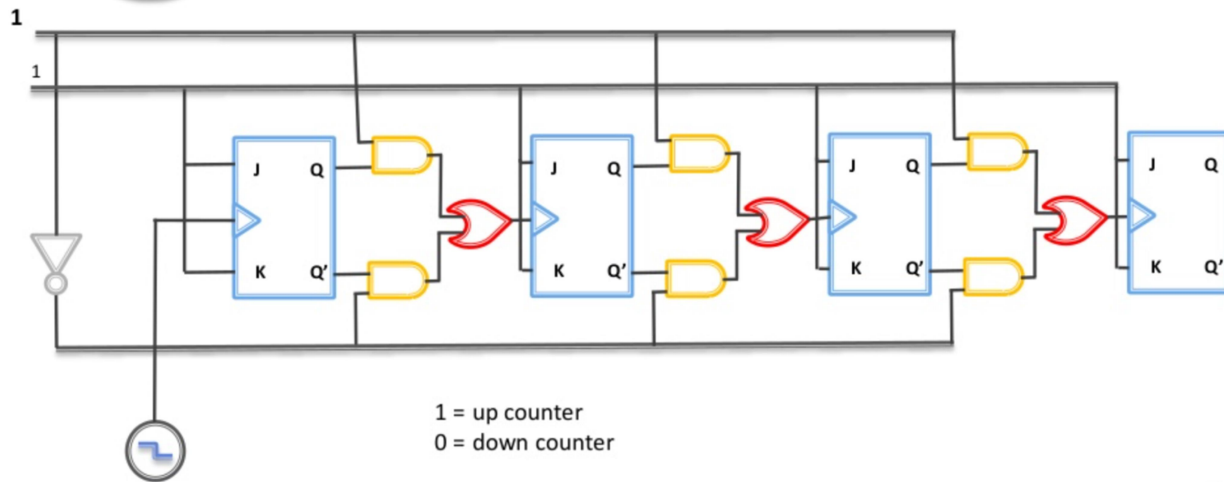 1
1
J Q J Q J Q J Q
K Q' K Q' K Q' K Q'
1 = up counter
0 = down counter